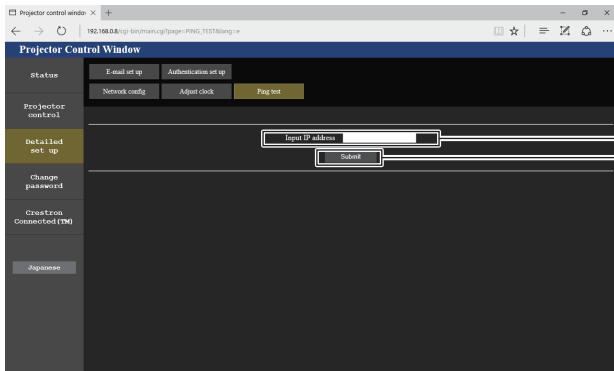 Projector control windov
192.168.0.8/cgi-bin/main.cgi?page=PING_TEST&lang=e
Projector Control Window
Status
E-mail set up
Authentication set up
Network config
Adjust clock
Ping test
Projector
control
Input IP address
Submit
Detailed
set up
Change
password
Crestron
Connected(TM)
Japanese